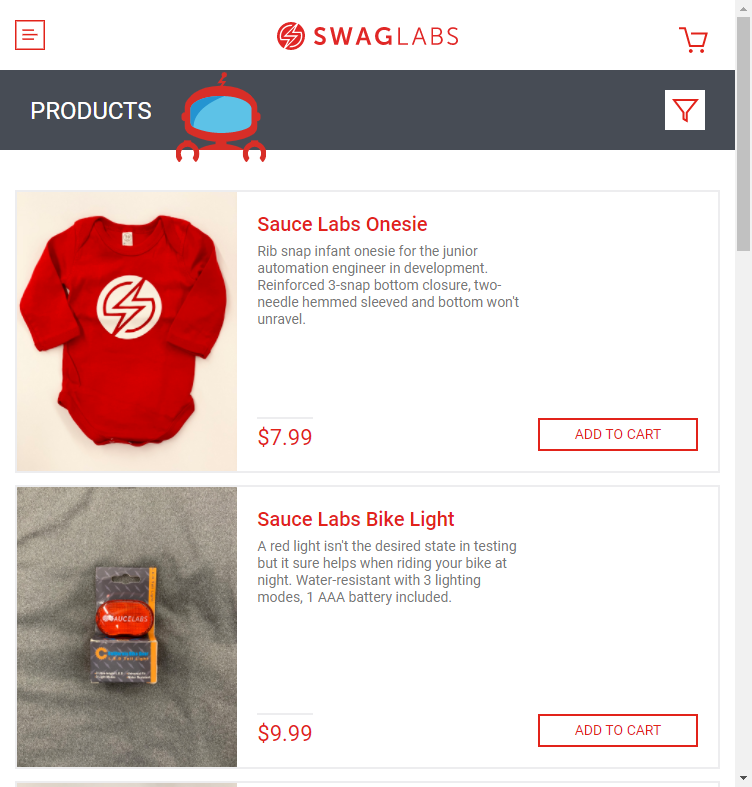 SWAGLABS
PRODUCTS
Sauce Labs Onesie
Rib snap infant onesie for the junior
automation engineer in development.
Reinforced 3-snap bottom closure, two-
needle hemmed sleeved and bottom won't
unravel.
$7.99
ADD TO CART
Sauce Labs Bike Light
A red light isn't the desired state in testing
but it sure helps when riding your bike at
night. Water-resistant with 3 lighting
modes, 1 AAA battery included.
AUCELABS
$9.99
ADD TO CART